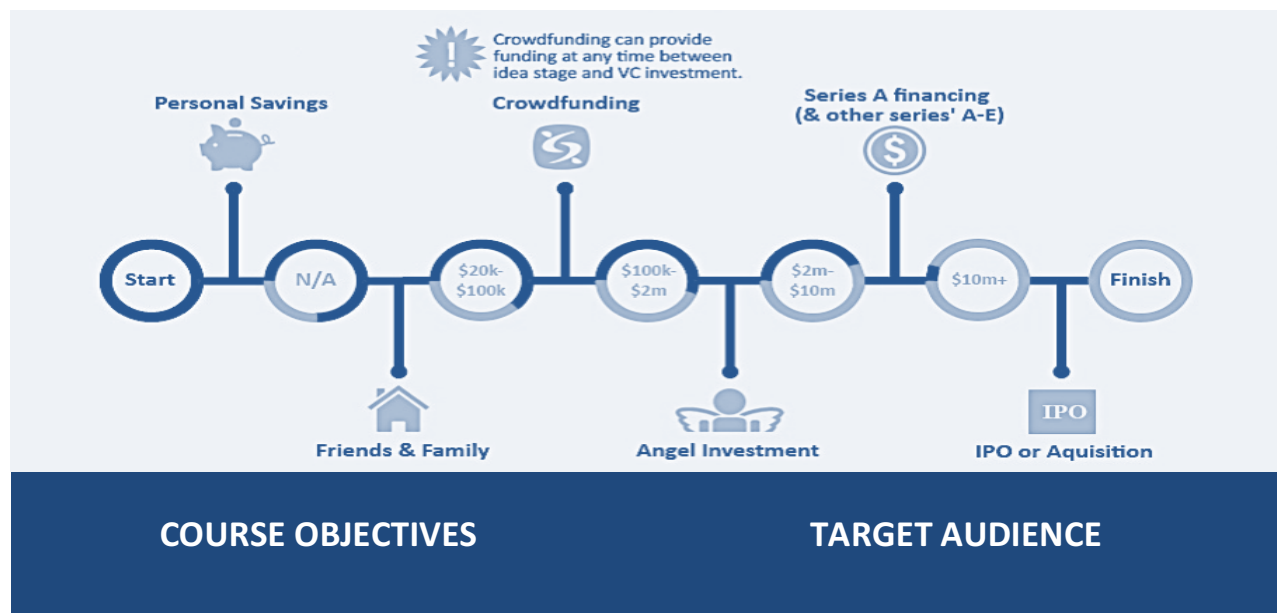 !
Crowdfunding can provide
funding at any time between
idea stage and VC investment.
Personal Savings
Crowdfunding
Series A financing
(& other series' A-E)
$
Start
N/A
$20k-
$100k
$100k-
$2m
$2m-
$10m
$10m+
Finish
IPO
Friends & Family
Angel Investment
IPO or Aquisition
COURSE OBJECTIVES
TARGET AUDIENCE